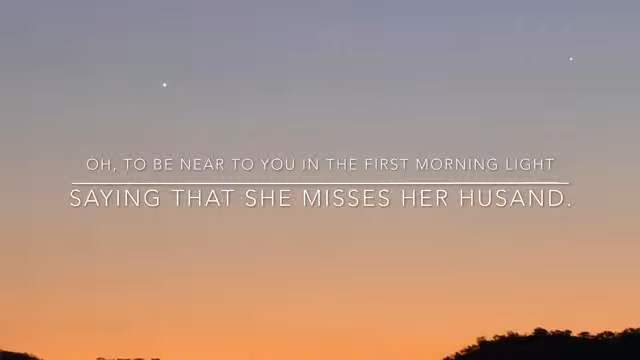 OH, TO BE NEAR TO YOU IN THE FIRST MORNING LIGHT
SAYING THAT SHE MISSES HER HUSAND.